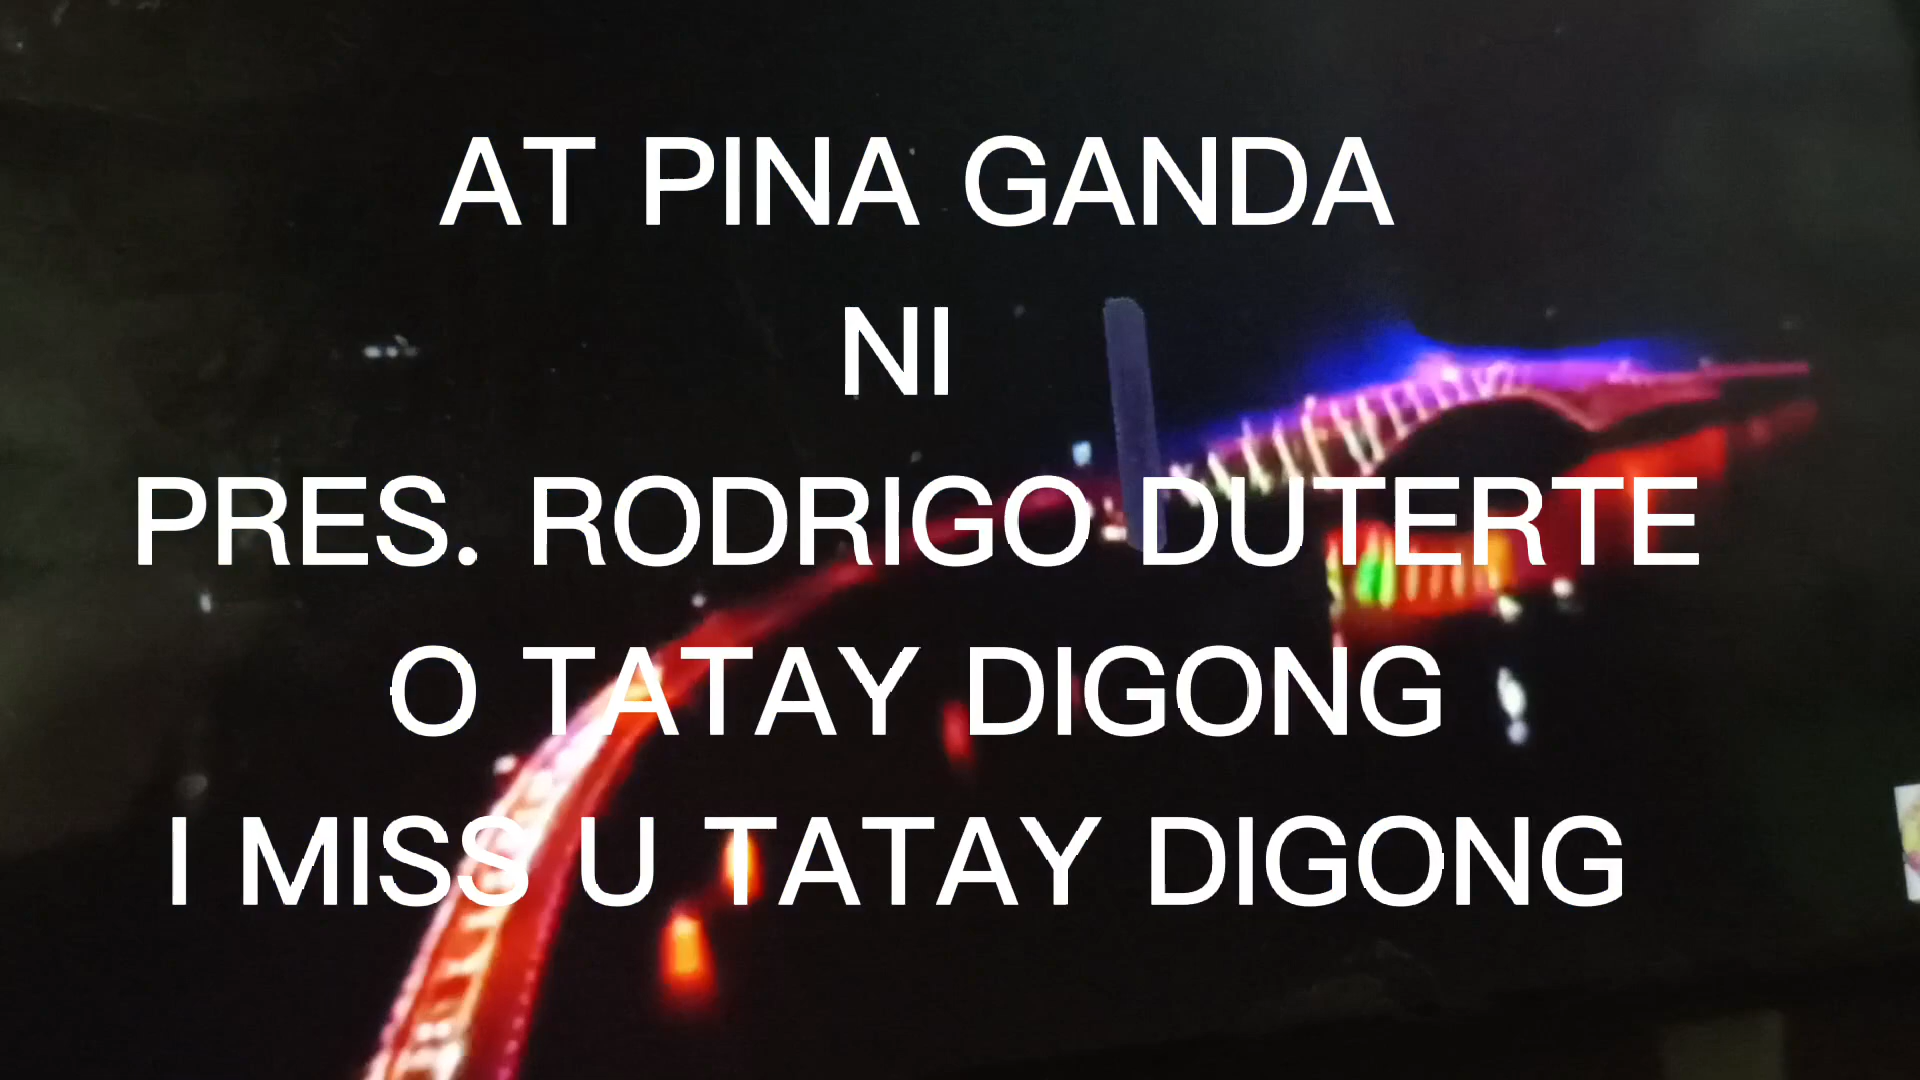 AT PINA GANDA
NI
PRES. RODRIGO DUTERTE
O TATAY DIGONG
I MISS U TATAY DIGONG